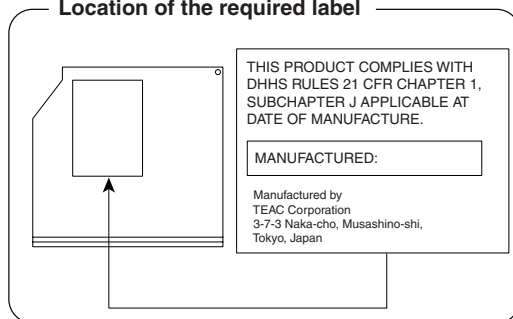 Location of the required label
THIS PRODUCT COMPLIES WITH
DHHS RULES 21 CFR CHAPTER 1,
SUBCHAPTER J APPLICABLE AT
DATE OF MANUFACTURE.
MANUFACTURED:
Manufactured by
TEAC Corporation
3-7-3 Naka-cho, Musashino-shi,
Tokyo, Japan